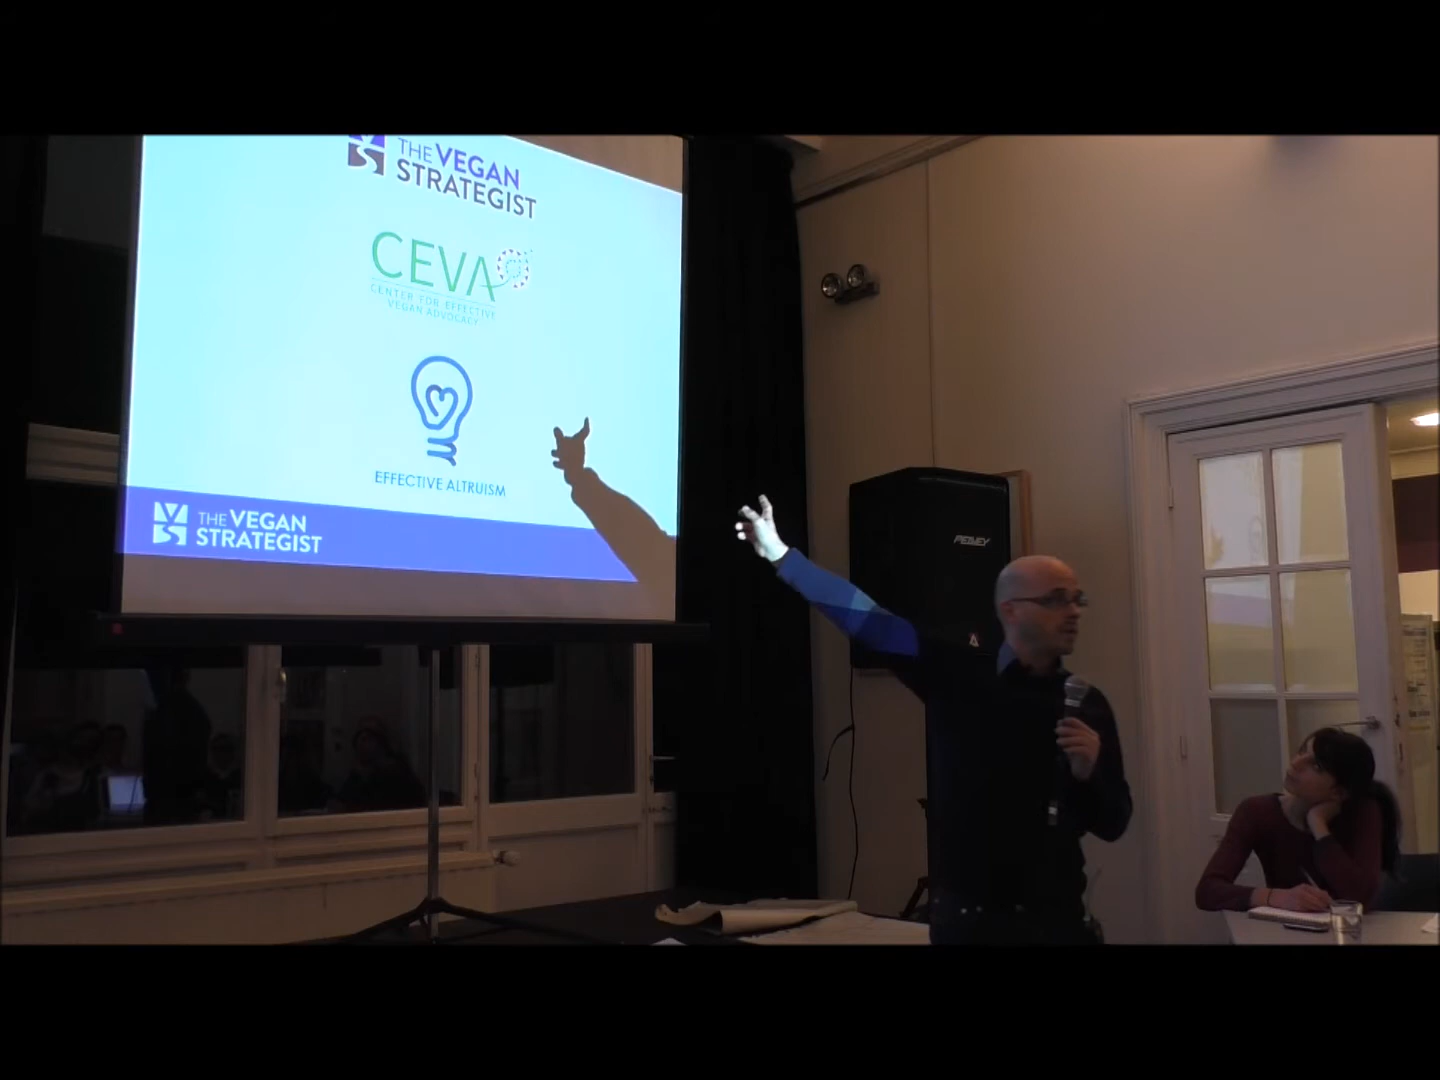 THE VEGAN
STRATEGIST
CEVA
CENTER FOR EFFECTIVE
VEGAN ADVOCACY
EFFECTIVE ALTRUISM
THE VEGAN
STRATEGIST
PEAVEY